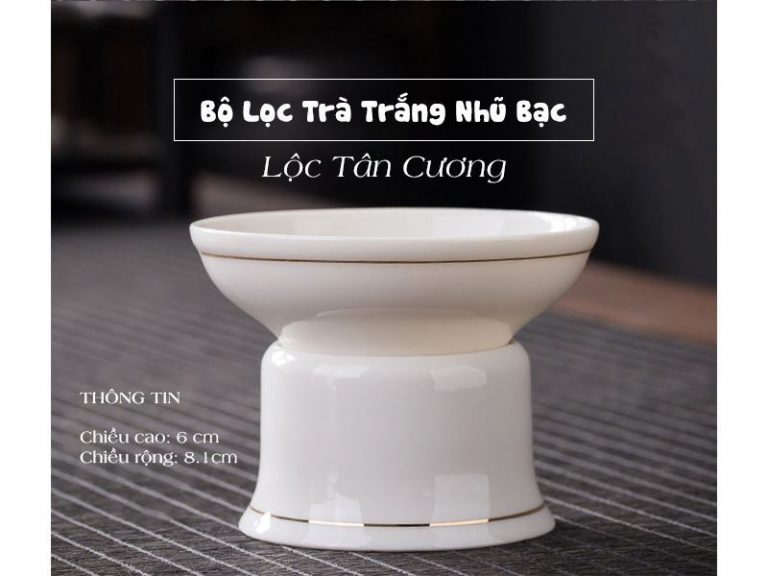 Bộ Lọc Trà Trắng Nhũ Bạc
Lộc Tân Cương
THÔNG TIN
Chiều cao: 6 cm
Chiều rộng: 8.1cm